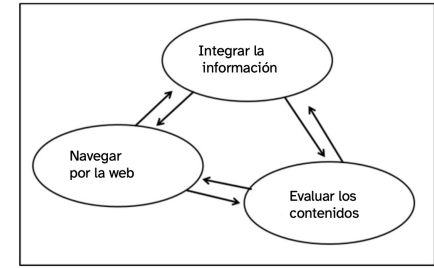 Integrar la
información
Navegar
por la web
Evaluar los
contenidos